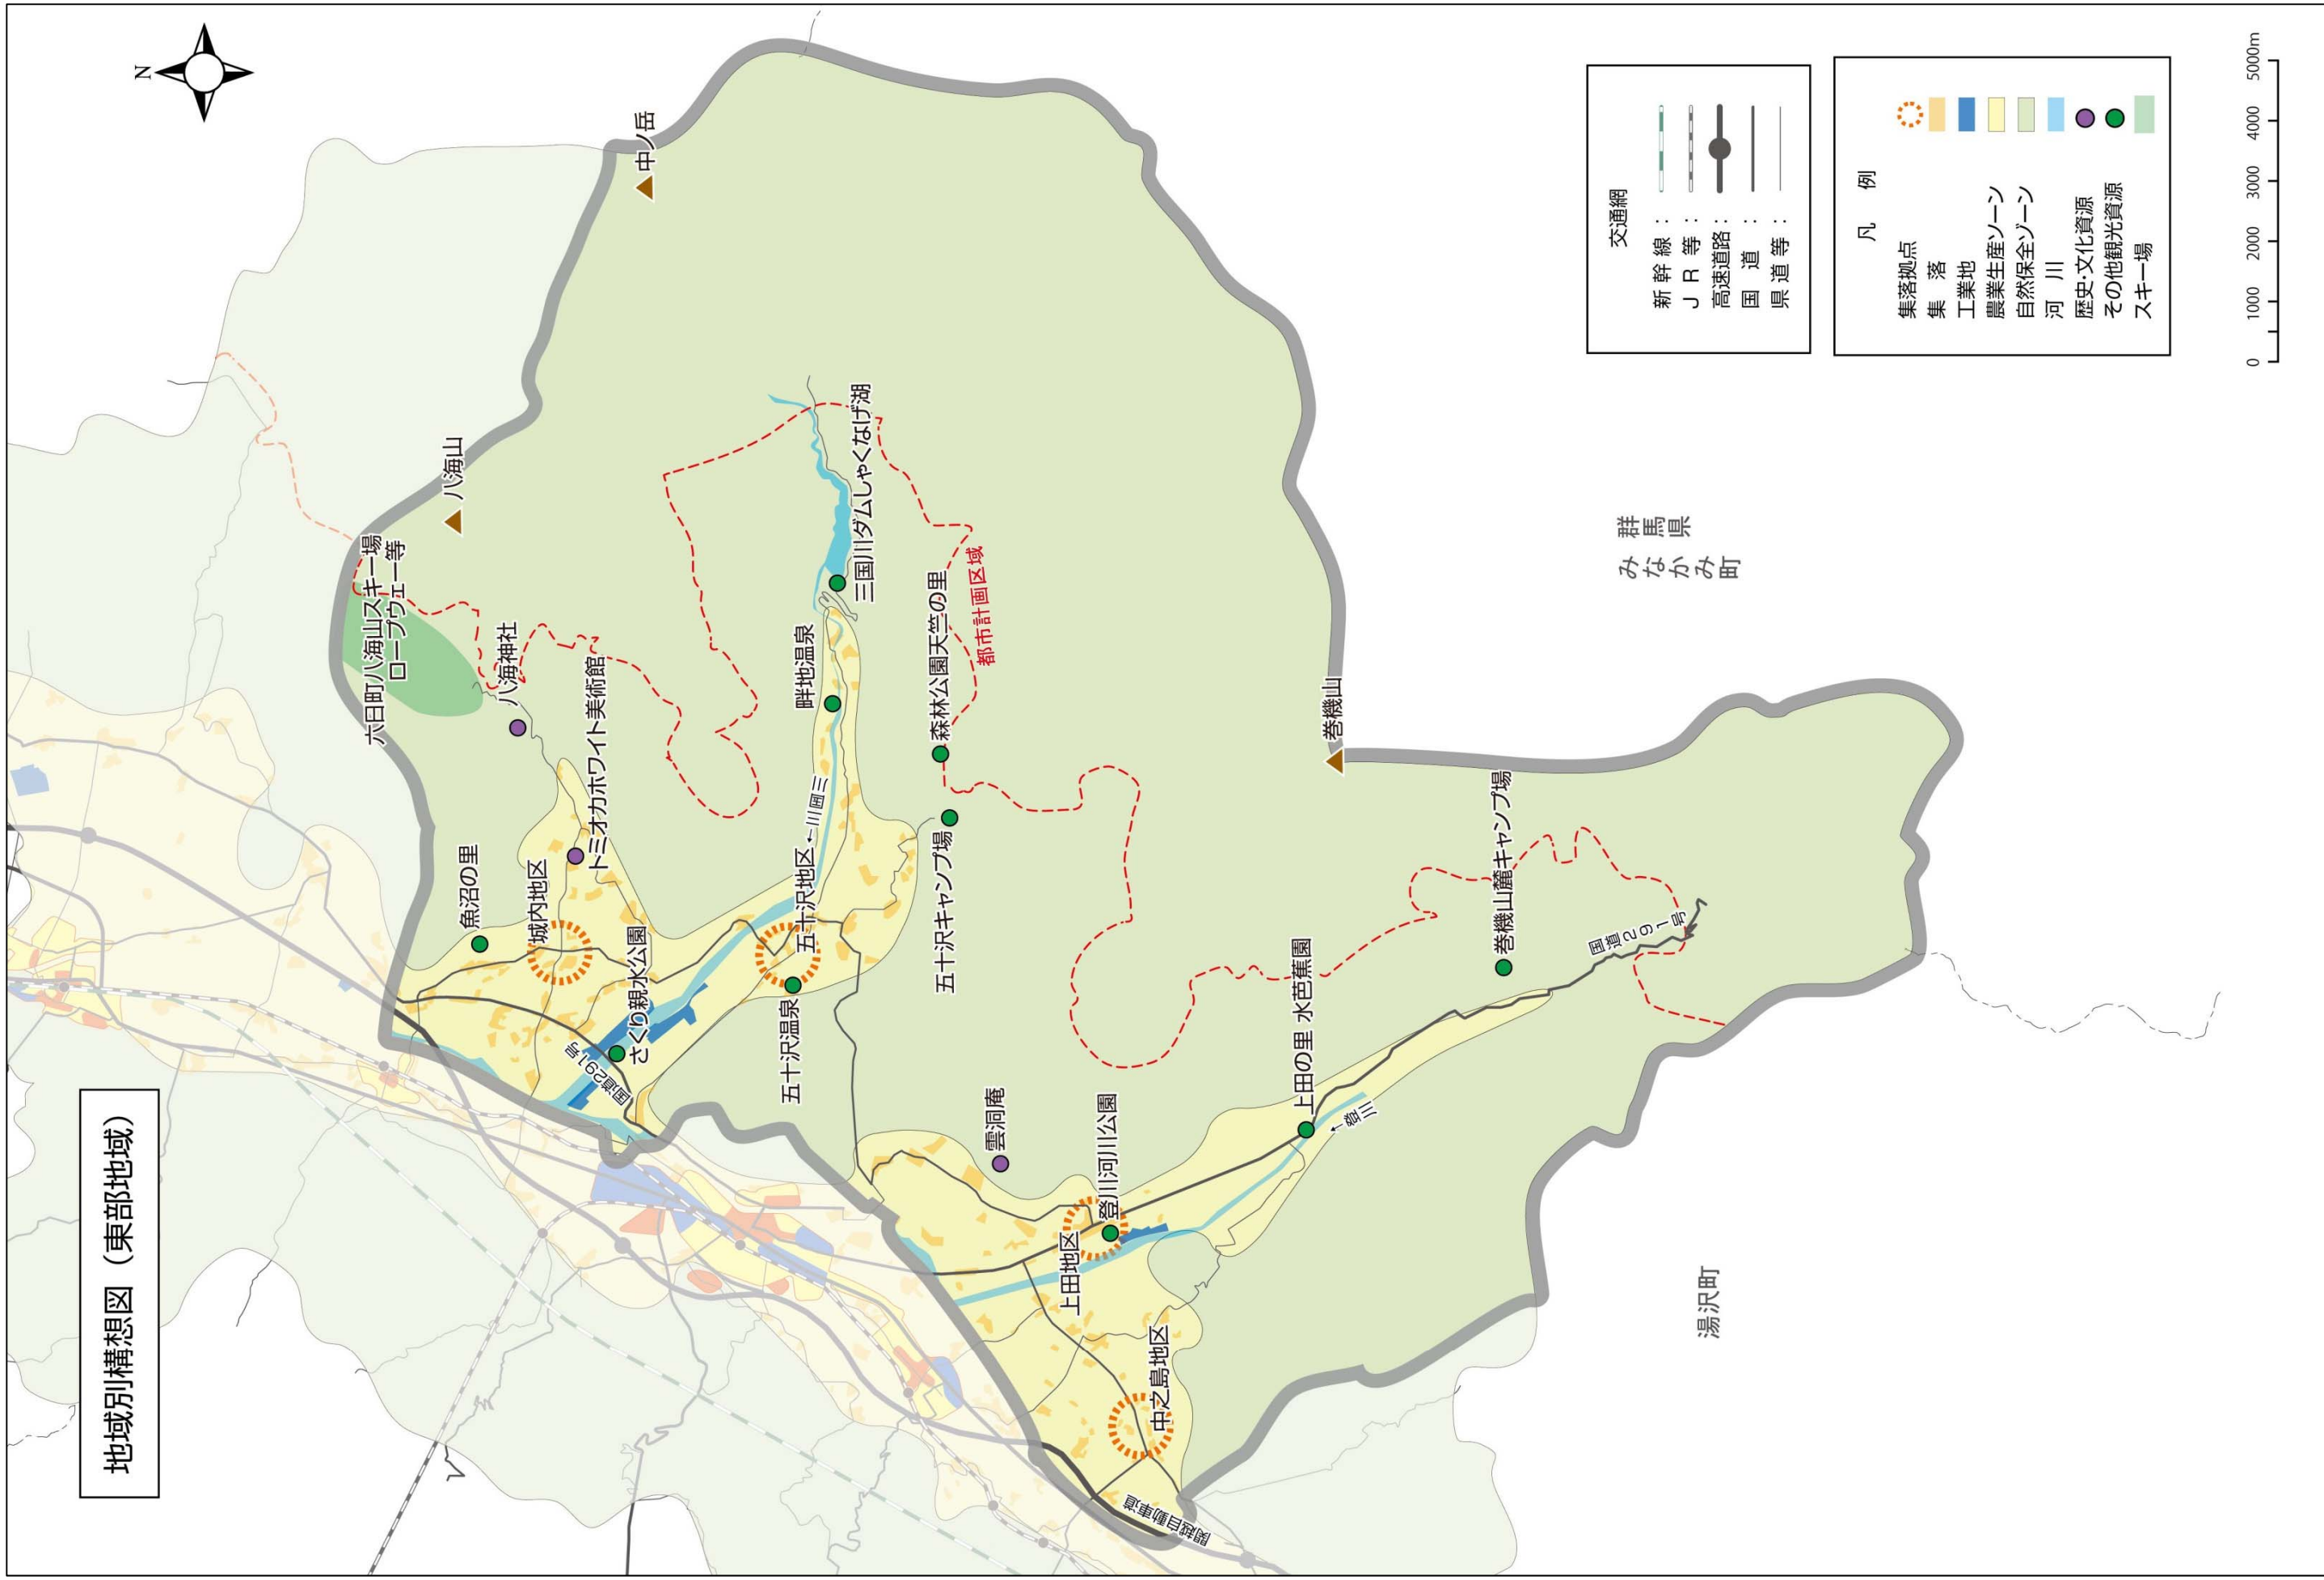 地域別構想図（東部地域）
N
中ノ岳
八海山
六日町八海山スキー場
ロープウェー等
八海神社
トミオカホワイト美術館
魚沼の里
城内地区
さくり親水公園
国道291号
五十沢温泉
五十沢地区
←三国川
畔地温泉
三国川ダムしゃくなげ湖
森林公園天竺の里
都市計画区域
五十沢キャンプ場
雲洞庵
登川河川公園
上田地区
中之島地区
関越自動車道
上田の里 水芭蕉園
←登川
巻機山
巻機山麓キャンプ場
国道291号
群馬県
みなかみ町
湯沢町
交通網
新幹線：
ＪＲ等：
高速道路：
国道：
県道等：
凡 例
集落拠点
集 落
工業地
農業生産ゾーン
自然保全ゾーン
河 川
歴史・文化資源
その他観光資源
スキー場
0 1000 2000 3000 4000 5000m